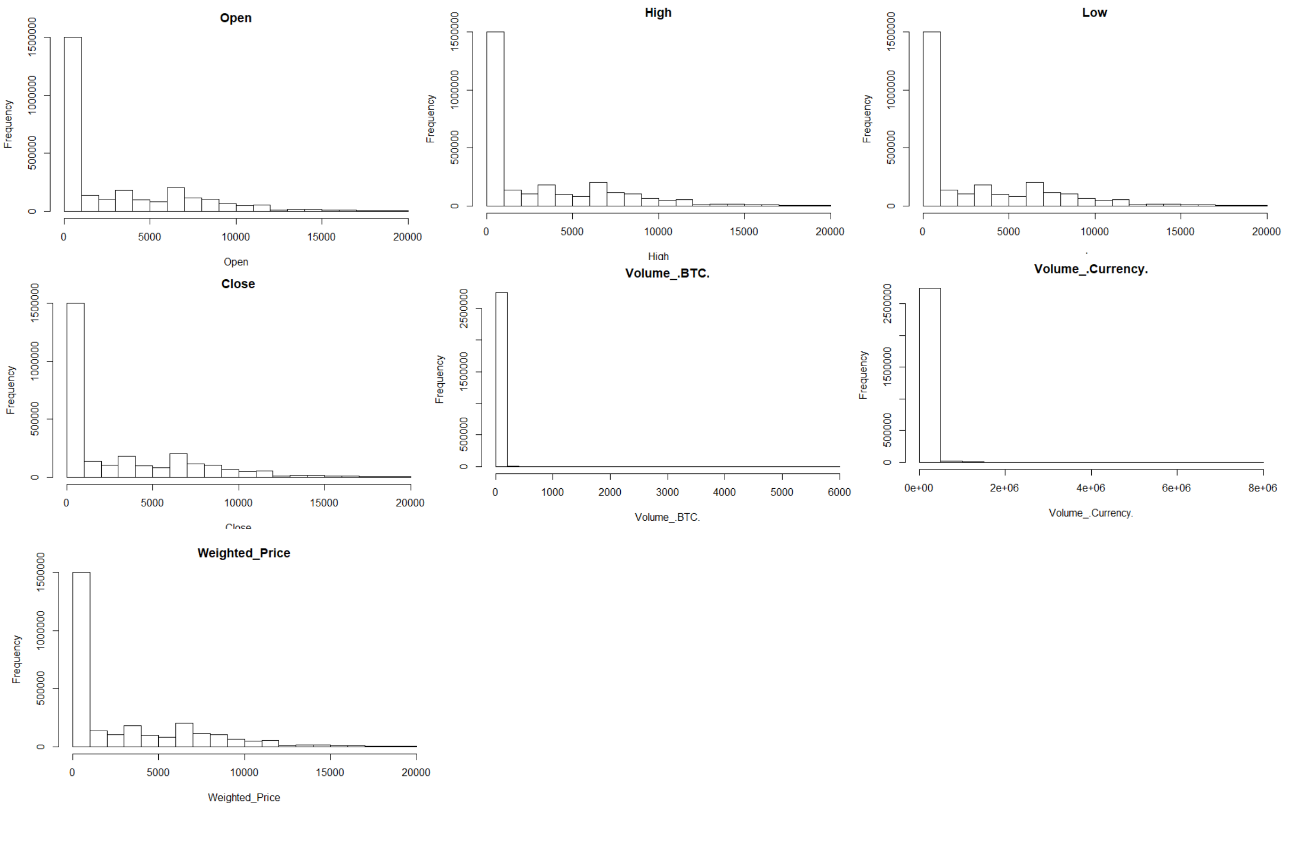 Open
Frequency
0 500000 1000000 1500000
0 5000 10000 15000 20000
Open
High
Frequency
0 500000 1000000 1500000
0 5000 10000 15000 20000
High
Low
Frequency
0 500000 1000000 1500000
0 5000 10000 15000 20000
Close
Frequency
0 500000 1000000 1500000
0 5000 10000 15000 20000
Close
Volume_.BTC.
Frequency
0 500000 1500000 2500000
0 1000 2000 3000 4000 5000 6000
Volume_.BTC.
Volume_.Currency.
Frequency
0 500000 1500000 2500000
0e+00 2e+06 4e+06 6e+06 8e+06
Volume_.Currency.
Weighted_Price
Frequency
0 500000 1000000 1500000
0 5000 10000 15000 20000
Weighted_Price